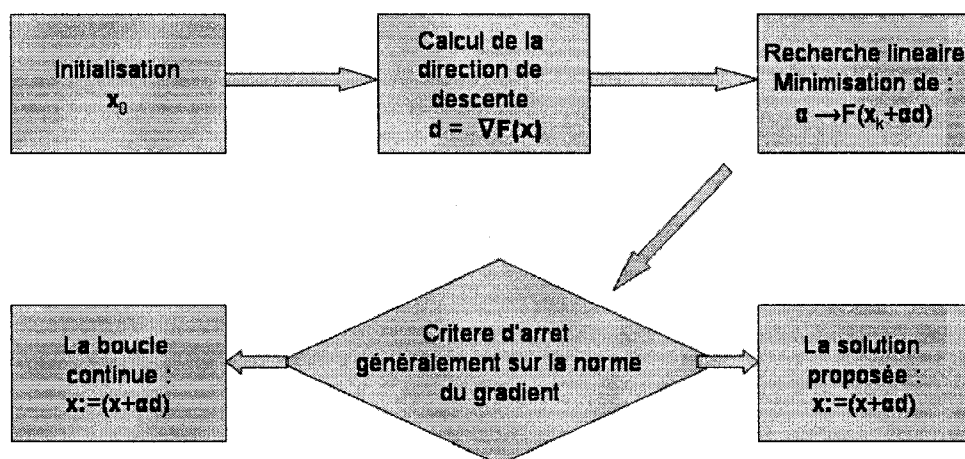 Initialisation
x₀
Calcul de la
direction de
descente
d = ∇F(x)
Recherche lineaire
Minimisation de :
α →F(xₖ+αd)
Critere d'arret
généralement sur la norme
du gradient
La boucle
continue :
x:=(x+αd)
La solution
proposée :
x:=(x+αd)